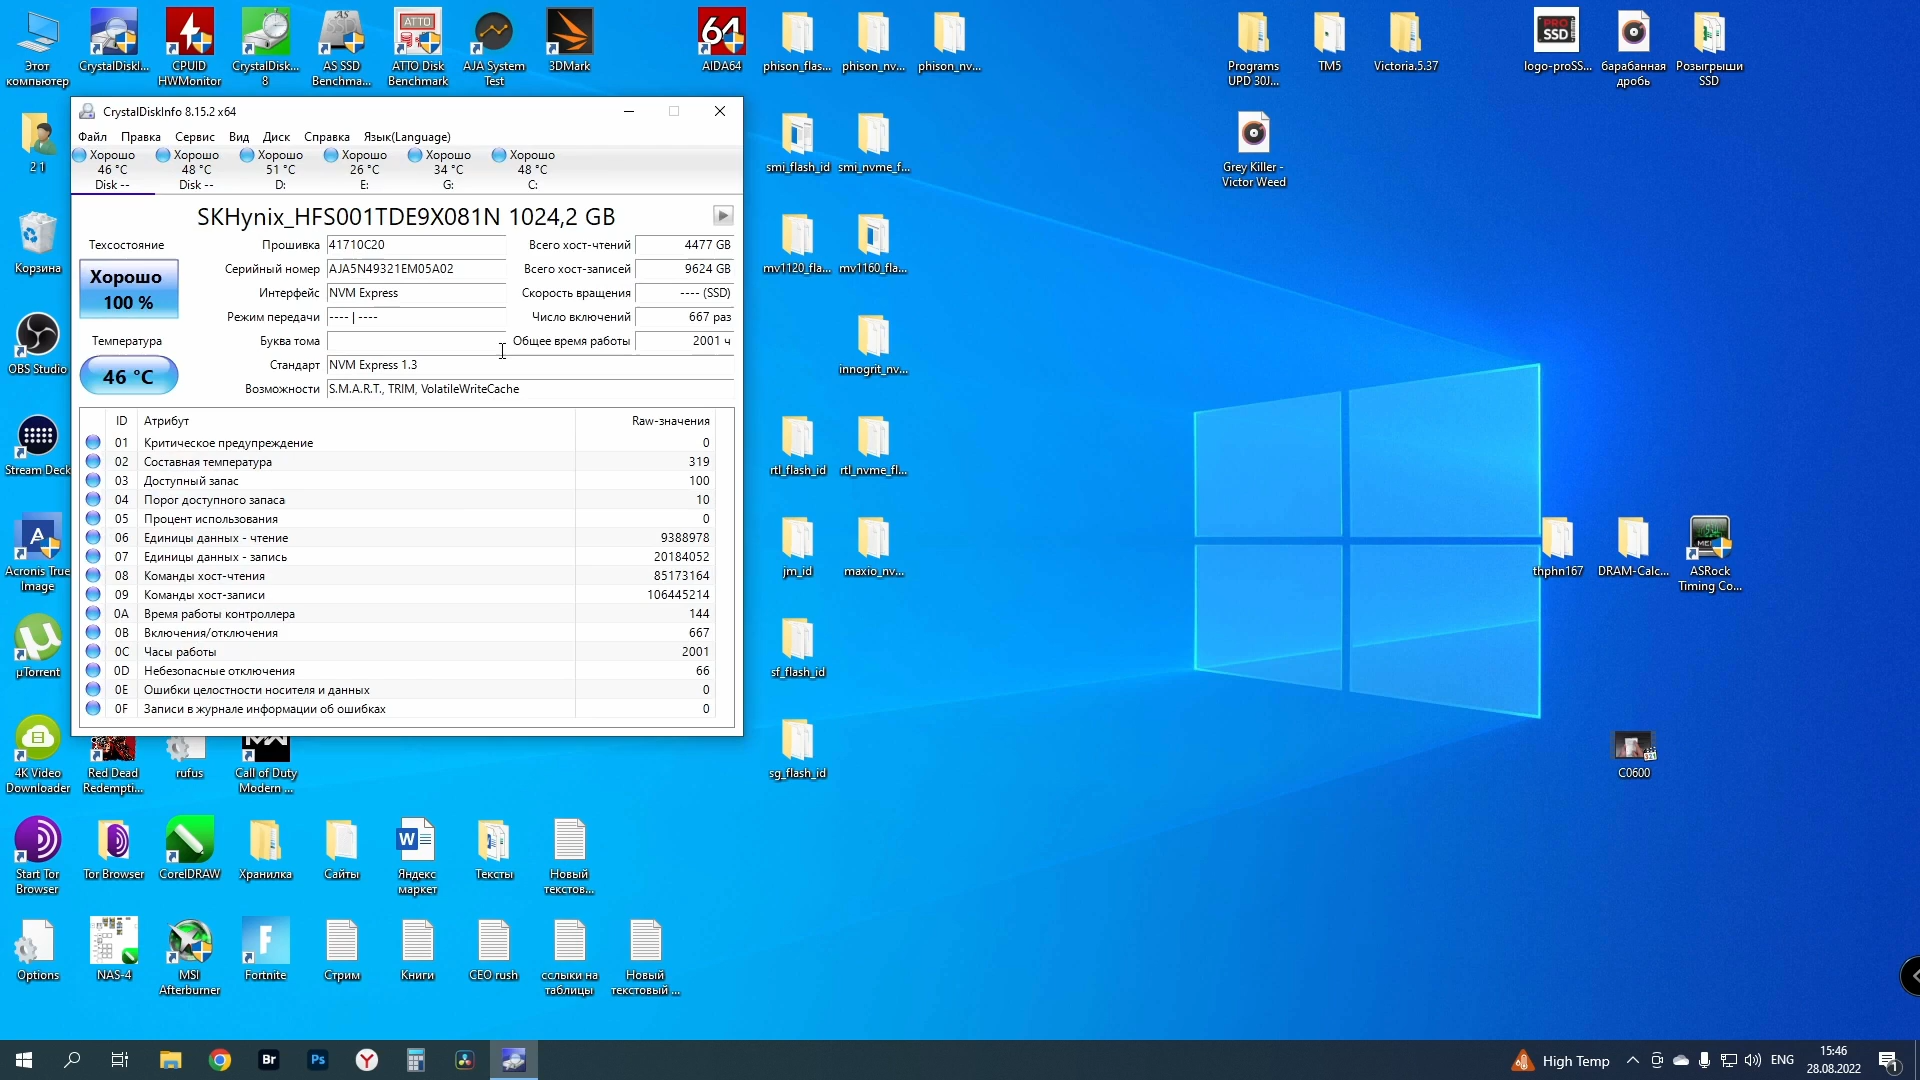 Этот
компьютер
CrystalDiskI...
CPUID
HWMonitor
CrystalDisk...
8
AS SSD
Benchma...
ATTO Disk
Benchmark
AJA System
Test
3DMark
64
AIDA64
phison_flas...
phison_nv...
phison_nv...
Programs
UPD 30J...
TM5
Victoria.5.37
PRO
SSD
logo-proSS...
барабанная
дробь
Розыгрыши
SSD
CrystalDiskInfo 8.15.2 x64
Файл Правка Сервис Вид Диск Справка Язык(Language)
Хорошо Хорошо Хорошо Хорошо Хорошо Хорошо
46 °C 48 °C 51 °C 26 °C 34 °C 48 °C
Disk -- Disk -- D: E: G: C:
SKHynix_HFS001TDE9X081N 1024,2 GB
Техсостояние
Хорошо
100 %
Температура
46 °C
Прошивка 41710C20 Всего хост-чтений 4477 GB
Серийный номер AJA5N49321EM05A02 Всего хост-записей 9624 GB
Интерфейс NVM Express Скорость вращения ---- (SSD)
Режим передачи ---- | ---- Число включений 667 раз
Буква тома Общее время работы 2001 ч
Стандарт NVM Express 1.3
Возможности S.M.A.R.T., TRIM, VolatileWriteCache
ID Атрибут Raw-значения
01 Критическое предупреждение 0
02 Составная температура 319
03 Доступный запас 100
04 Порог доступного запаса 10
05 Процент использования 0
06 Единицы данных - чтение 9388978
07 Единицы данных - запись 20184052
08 Команды хост-чтения 85173164
09 Команды хост-записи 106445214
0A Время работы контроллера 144
0B Включения/отключения 667
0C Часы работы 2001
0D Небезопасные отключения 66
0E Ошибки целостности носителя и данных 0
0F Записи в журнале информации об ошибках 0
2 1
Корзина
OBS Studio
Stream Deck
Acronis True
Image
µTorrent
smi_flash_id
smi_nvme_f...
Grey Killer -
Victor Weed
mv1120_fla...
mv1160_fla...
innogrit_nv...
rtl_flash_id
rtl_nvme_fl...
jm_id
maxio_nv...
thphn167
DRAM-Calc...
ASRock
Timing Co...
sf_flash_id
sg_flash_id
C0600
4K Video
Downloader
Red Dead
Redempti...
rufus
Call of Duty
Modern ...
Start Tor
Browser
Tor Browser
CorelDRAW
Хранилка
Сайты
Яндекс
маркет
Тексты
Новый
текстов...
Options
NAS-4
MSI
Afterburner
Fortnite
Стрим
Книги
CEO rush
сслыки на
таблицы
Новый
текстовый ...
Br
Ps
High Temp
ENG
15:46
28.08.2022
1